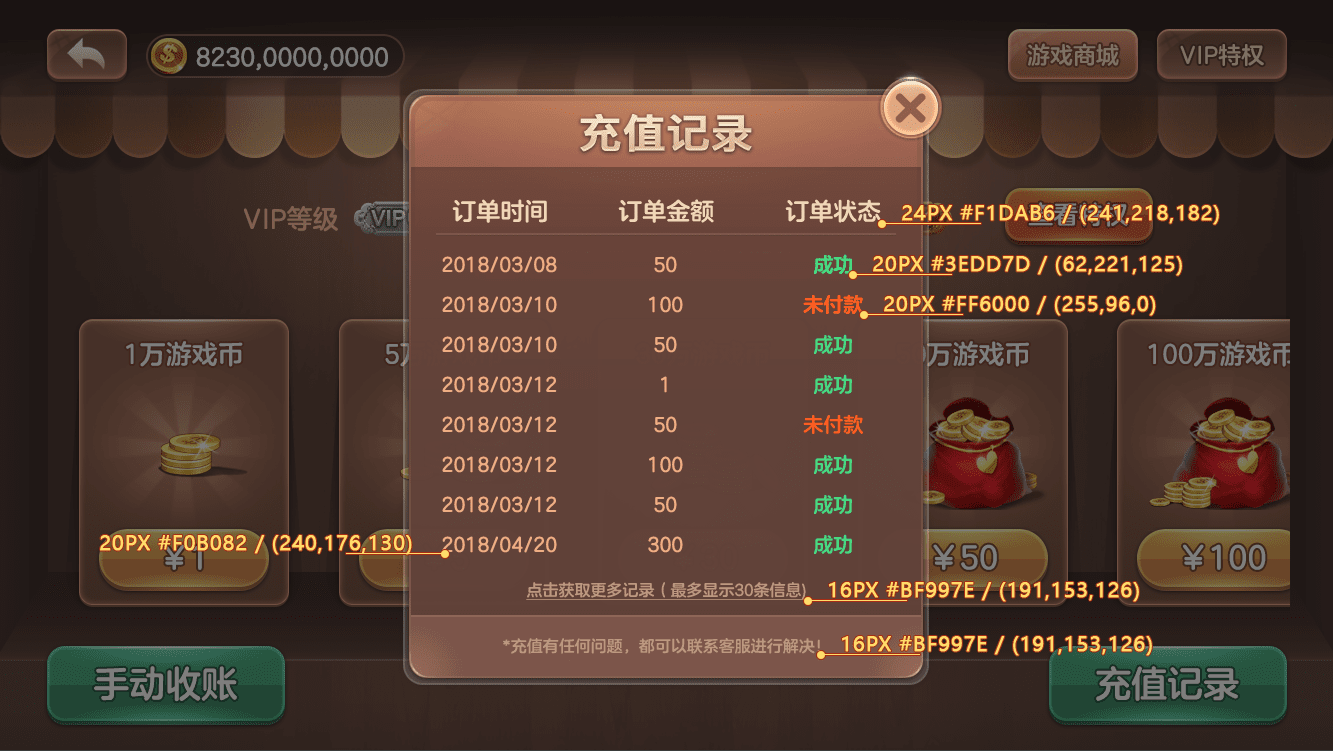 8230,0000,0000
游戏商城
VIP特权
充值记录
VIP等级
VIP
查看特权
订单时间 订单金额 订单状态
24PX #F1DAB6 / (241,218,182)
2018/03/08 50 成功
20PX #3EDD7D / (62,221,125)
2018/03/10 100 未付款
20PX #FF6000 / (255,96,0)
2018/03/10 50 成功
2018/03/12 1 成功
2018/03/12 50 未付款
2018/03/12 100 成功
2018/03/12 50 成功
2018/04/20 300 成功
20PX #F0B082 / (240,176,130)
1万游戏币
5万
万游戏币
100万游戏币
¥1
¥50
¥100
点击获取更多记录（最多显示30条信息)
16PX #BF997E / (191,153,126)
*充值有任何问题，都可以联系客服进行解决!
16PX #BF997E / (191,153,126)
手动收账
充值记录